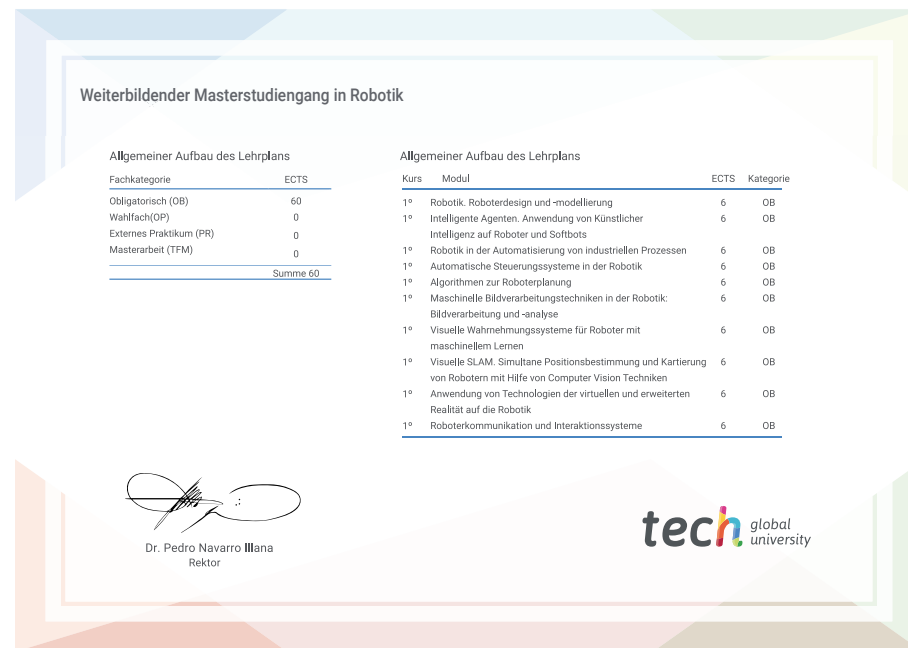 Weiterbildender Masterstudiengang in Robotik
Allgemeiner Aufbau des Lehrplans
Fachkategorie ECTS
Obligatorisch (OB) 60
Wahlfach(OP) 0
Externes Praktikum (PR) 0
Masterarbeit (TFM) 0
Summe 60
Allgemeiner Aufbau des Lehrplans
Kurs Modul ECTS Kategorie
1º Robotik. Roboterdesign und -modellierung 6 OB
1º Intelligente Agenten. Anwendung von Künstlicher 6 OB
Intelligenz auf Roboter und Softbots
1º Robotik in der Automatisierung von industriellen Prozessen 6 OB
1º Automatische Steuerungssysteme in der Robotik 6 OB
1º Algorithmen zur Roboterplanung 6 OB
1º Maschinelle Bildverarbeitungstechniken in der Robotik: 6 OB
Bildverarbeitung und -analyse
1º Visuelle Wahrnehmungssysteme für Roboter mit 6 OB
maschinellem Lernen
1º Visuelle SLAM. Simultane Positionsbestimmung und Kartierung 6 OB
von Robotern mit Hilfe von Computer Vision Techniken
1º Anwendung von Technologien der virtuellen und erweiterten 6 OB
Realität auf die Robotik
1º Roboterkommunikation und Interaktionssysteme 6 OB
Dr. Pedro Navarro Illana
Rektor
tech global
university